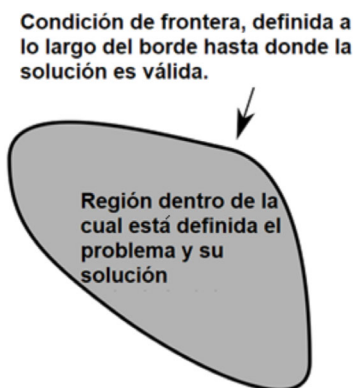 Condición de frontera, definida a
lo largo del borde hasta donde la
solución es válida.
Región dentro de la
cual está definida el
problema y su
solución